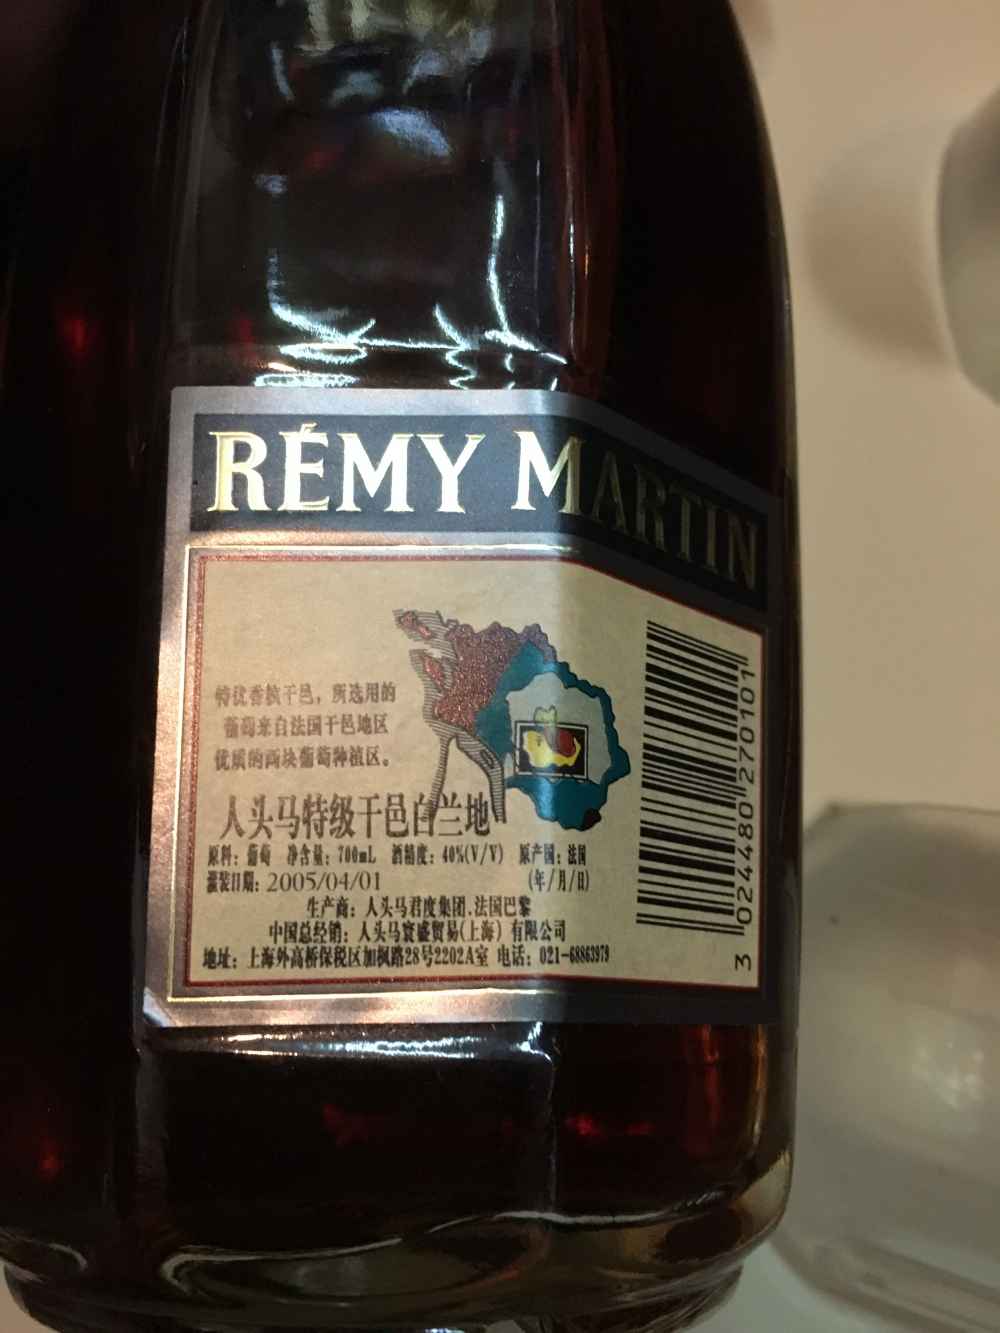 RÉMY MARTIN
特优香槟干邑，所选用的
葡萄来自法国干邑地区
优质的两块葡萄种植区。
人头马特级干邑白兰地
原料：葡萄 净含量：700mL 酒精度：40%(V/V) 原产国：法国
灌装日期：2005/04/01 (年/月/日)
生产商：人头马君度集团.法国巴黎
中国总经销：人头马寰盛贸易(上海) 有限公司
地址：上海外高桥保税区加枫路28号2202A室 电话：021-68863979
3 024480 270101